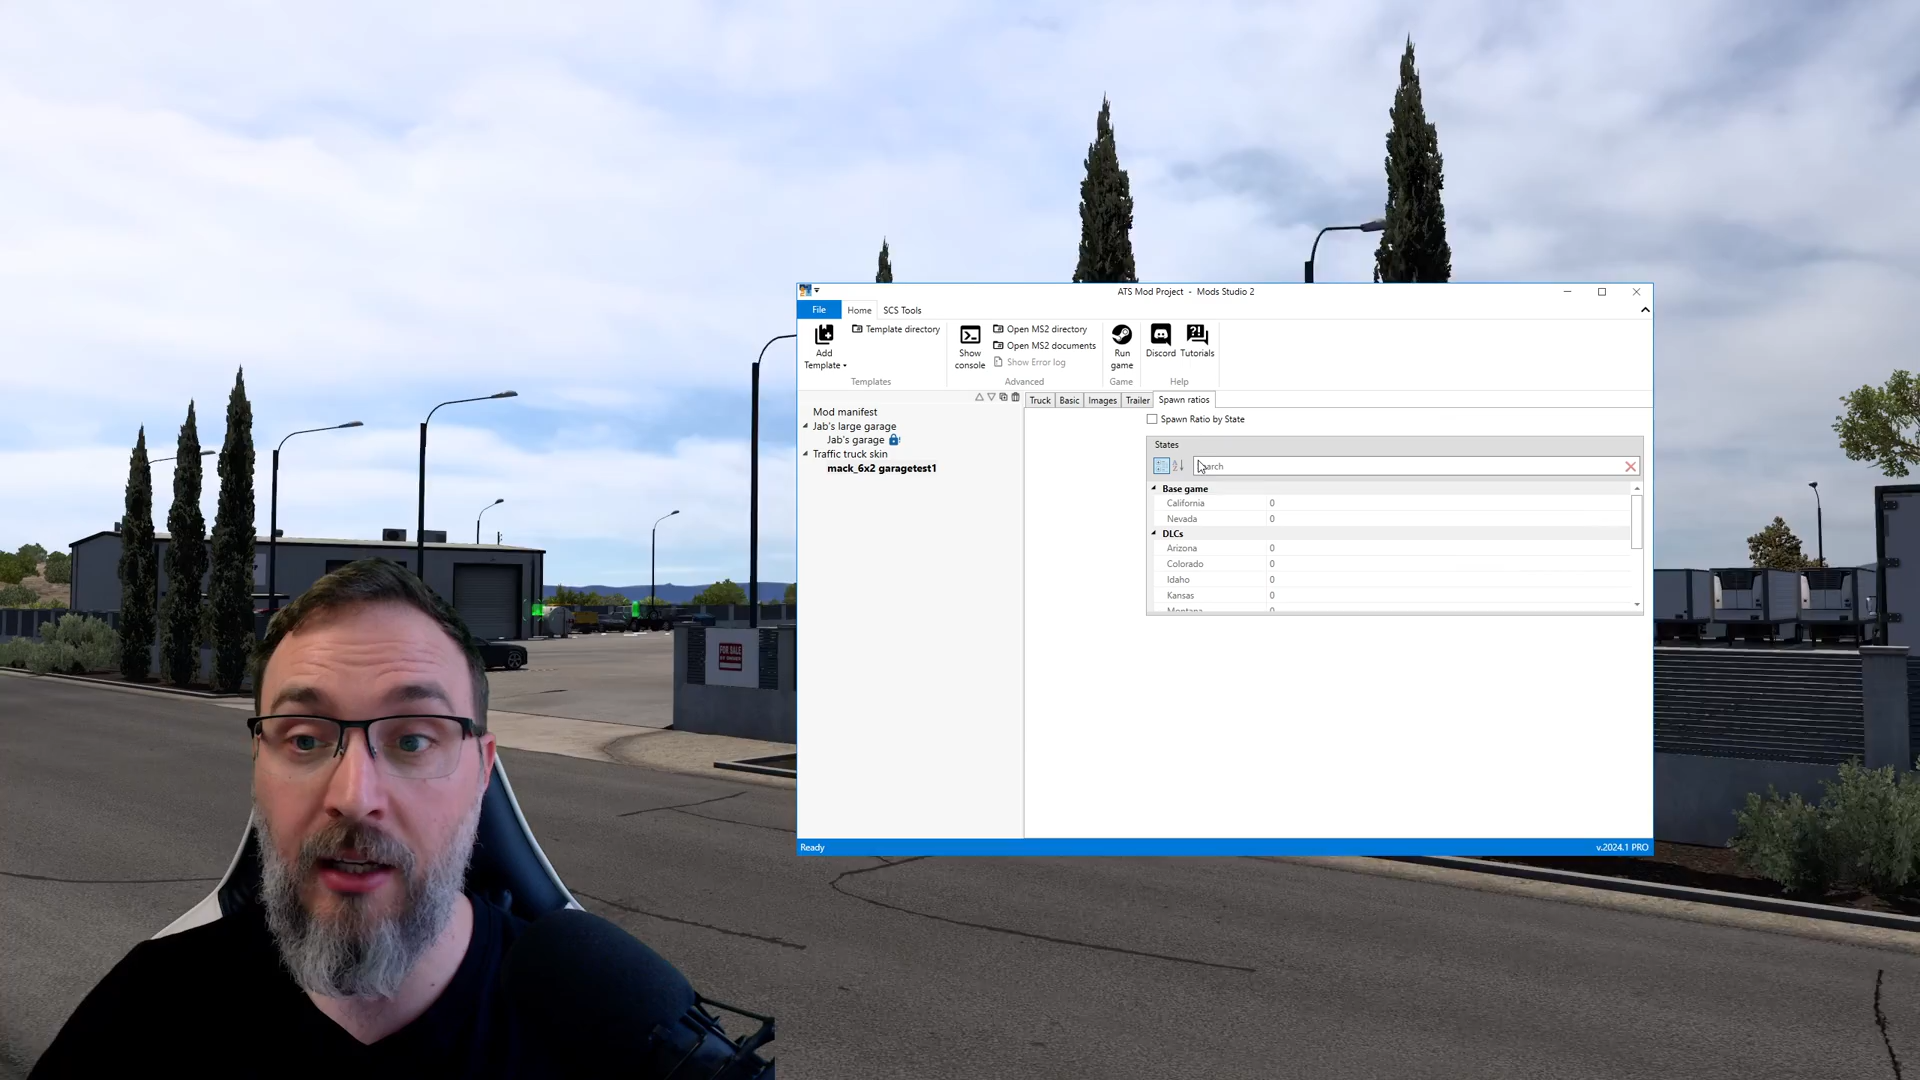 ATS Mod Project - Mods Studio 2
File Home SCS Tools
Add Template
Template directory
Templates
Show console
Open MS2 directory
Open MS2 documents
Show Error log
Advanced
Run game
Game
Discord Tutorials
Help
Mod manifest
Jab's large garage
Jab's garage
Traffic truck skin
mack_6x2 garagetest1
Truck Basic Images Trailer Spawn ratios
Spawn Ratio by State
States
Base game
California 0
Nevada 0
DLCs
Arizona 0
Colorado 0
Idaho 0
Kansas 0
Ready
v.2024.1 PRO
FOR SALE